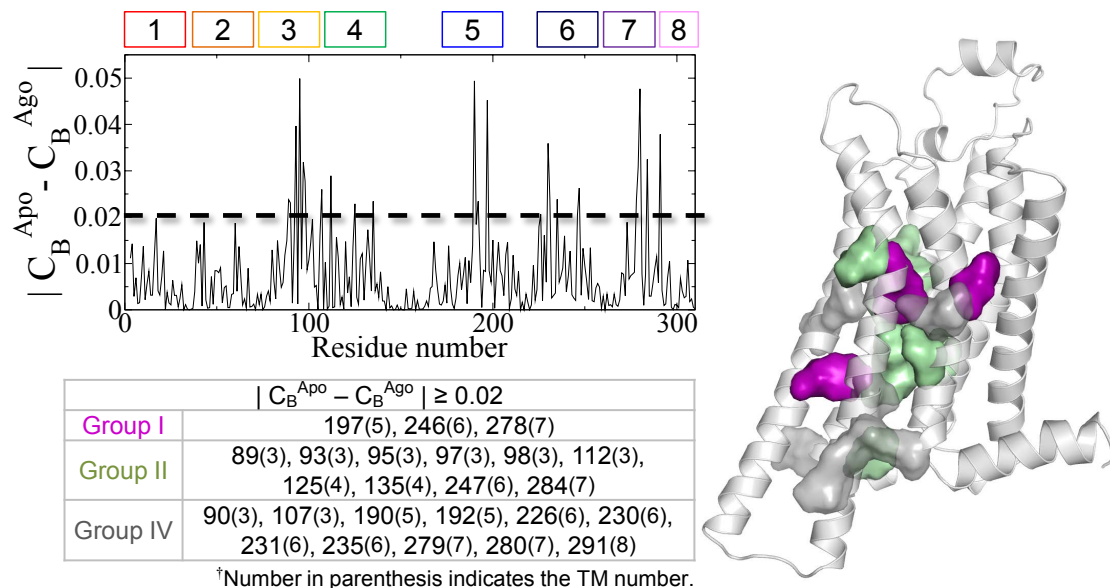 1 2 3 4 5 6 7 8
| C_B^Apo - C_B^Ago |
0.05
0.04
0.03
0.02
0.01
0
0 100 200 300
Residue number
| C_B^Apo – C_B^Ago | ≥ 0.02
Group I 197(5), 246(6), 278(7)
Group II 89(3), 93(3), 95(3), 97(3), 98(3), 112(3),
125(4), 135(4), 247(6), 284(7)
Group IV 90(3), 107(3), 190(5), 192(5), 226(6), 230(6),
231(6), 235(6), 279(7), 280(7), 291(8)
†Number in parenthesis indicates the TM number.